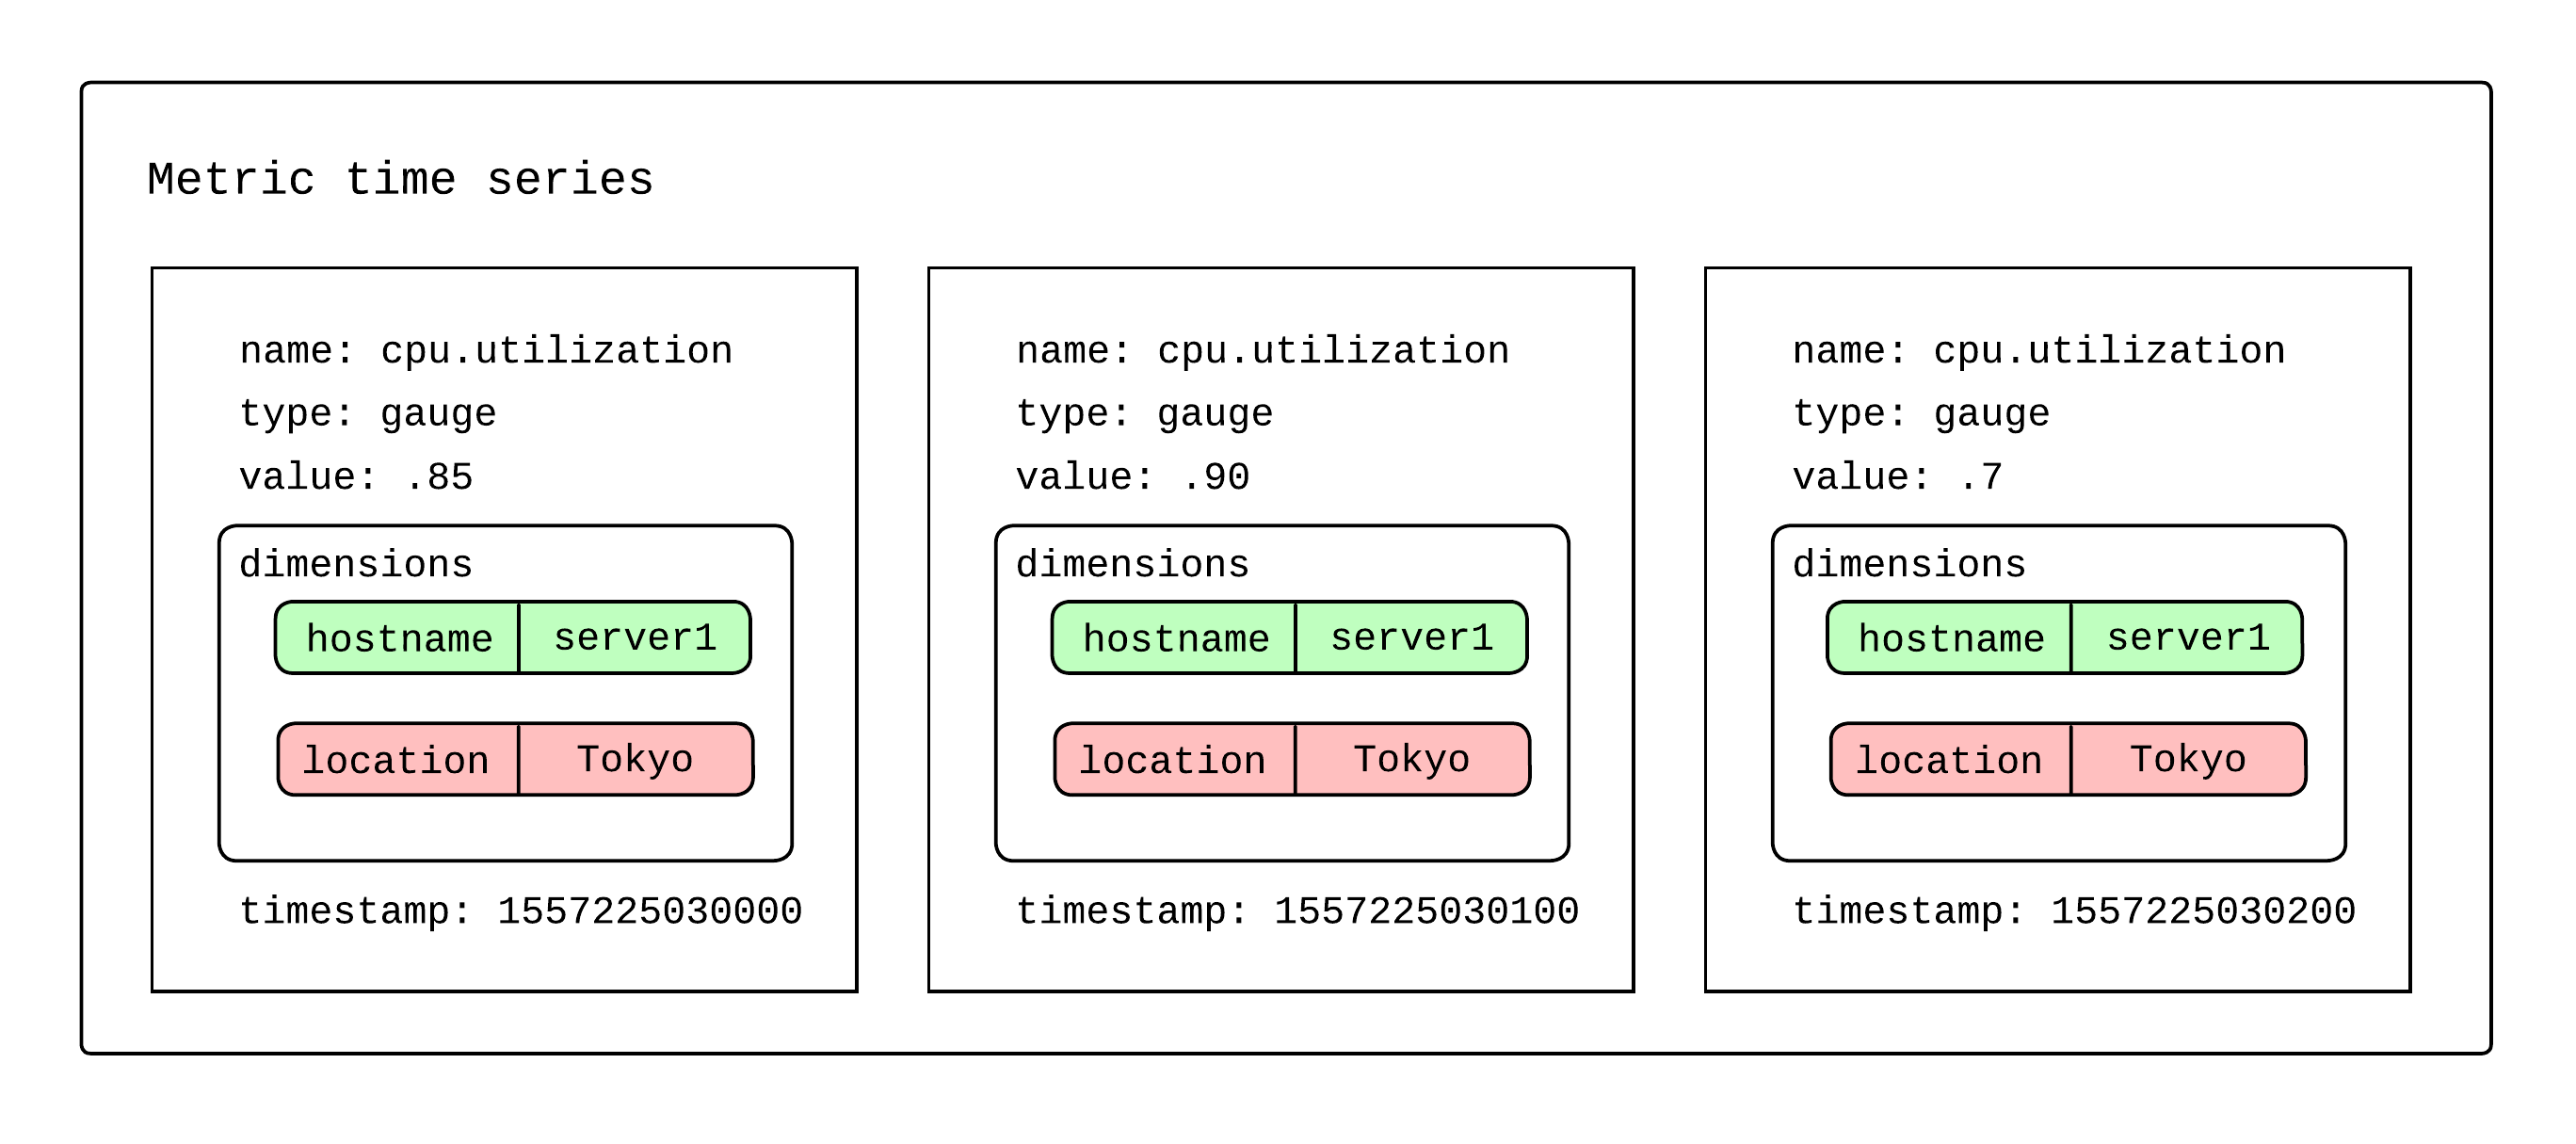 Metric time series
name: cpu.utilization
type: gauge
value: .85
dimensions
hostname server1
location Tokyo
timestamp: 1557225030000
name: cpu.utilization
type: gauge
value: .90
dimensions
hostname server1
location Tokyo
timestamp: 1557225030100
name: cpu.utilization
type: gauge
value: .7
dimensions
hostname server1
location Tokyo
timestamp: 1557225030200